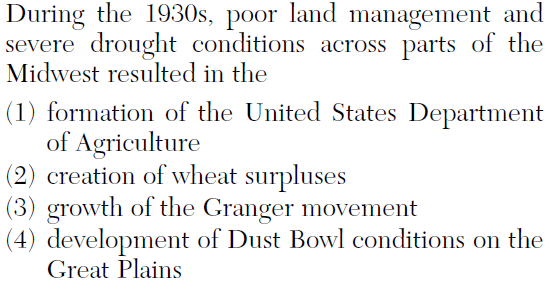 During the 1930s, poor land management and
severe drought conditions across parts of the
Midwest resulted in the
(1) formation of the United States Department
of Agriculture
(2) creation of wheat surpluses
(3) growth of the Granger movement
(4) development of Dust Bowl conditions on the
Great Plains